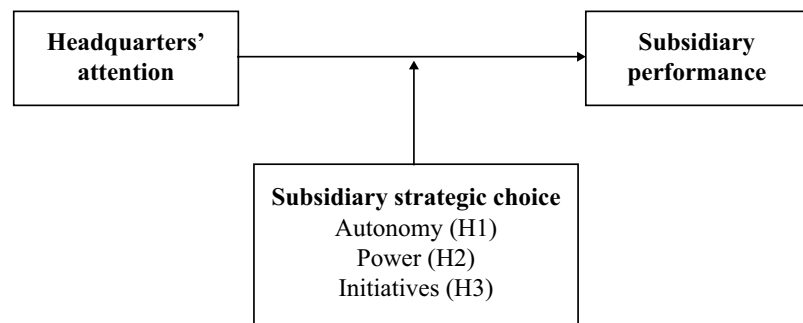 Headquarters’
attention
Subsidiary
performance
Subsidiary strategic choice
Autonomy (H1)
Power (H2)
Initiatives (H3)